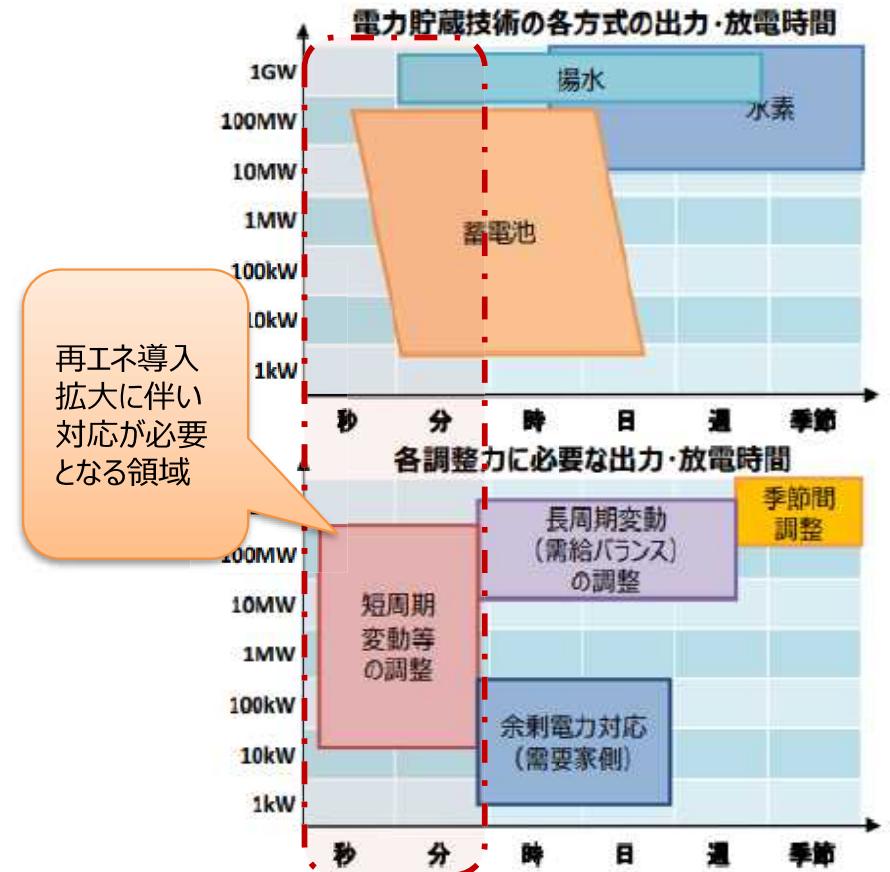 電力貯蔵技術の各方式の出力・放電時間
1GW
100MW
10MW
1MW
100kW
10kW
1kW
揚水
水素
蓄電池
秒 分 時 日 週 季節
再エネ導入
拡大に伴い
対応が必要
となる領域
各調整力に必要な出力・放電時間
100MW
10MW
1MW
100kW
10kW
1kW
季節間
調整
長周期変動
(需給バランス)
の調整
短周期
変動等
の調整
余剰電力対応
(需要家側)
秒 分 時 日 週 季節